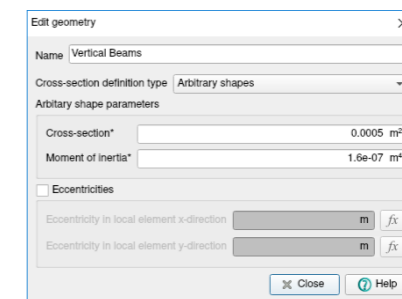 Edit geometry
Name Vertical Beams
Cross-section definition type Arbitrary shapes
Arbitary shape parameters
Cross-section* 0.0005 m²
Moment of inertia* 1.6e-07 m⁴
Eccentricities
Eccentricity in local element x-direction m fx
Eccentricity in local element y-direction m fx
Close Help